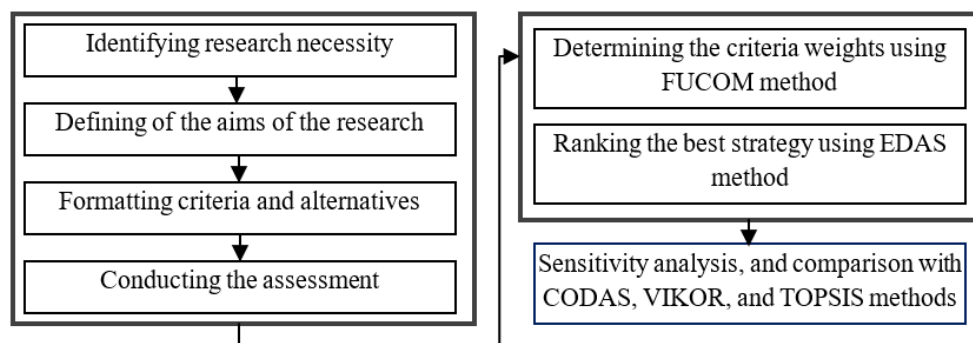 Identifying research necessity
Defining of the aims of the research
Formatting criteria and alternatives
Conducting the assessment
Determining the criteria weights using
FUCOM method
Ranking the best strategy using EDAS
method
Sensitivity analysis, and comparison with
CODAS, VIKOR, and TOPSIS methods